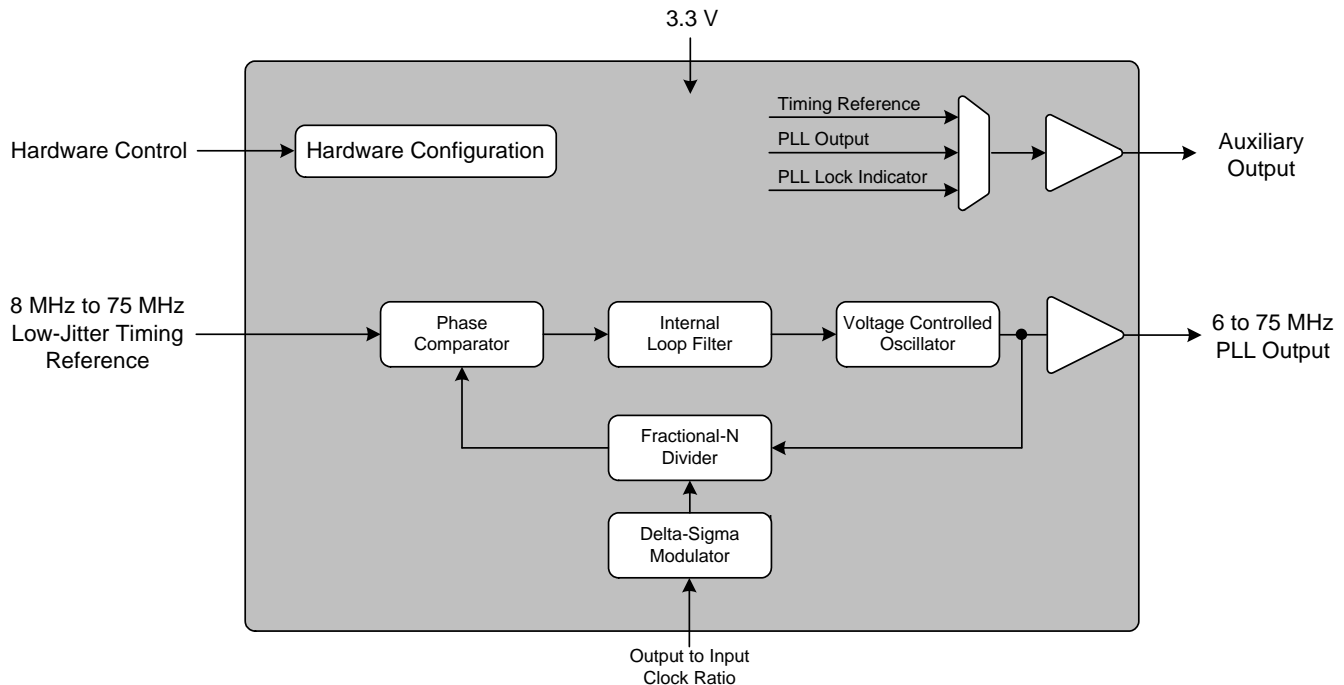 3.3 V
Timing Reference
PLL Output
PLL Lock Indicator
Auxiliary
Output
Hardware Control
Hardware Configuration
8 MHz to 75 MHz
Low-Jitter Timing
Reference
Phase
Comparator
Internal
Loop Filter
Voltage Controlled
Oscillator
6 to 75 MHz
PLL Output
Fractional-N
Divider
Delta-Sigma
Modulator
Output to Input
Clock Ratio